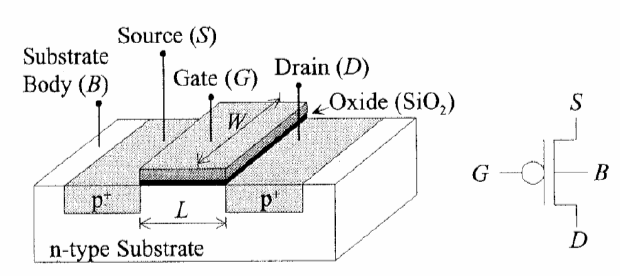 Source (S)
Substrate
Body (B)
Gate (G)
Drain (D)
Oxide (SiO₂)
W
p⁺
L
p⁺
n-type Substrate
S
G
B
D